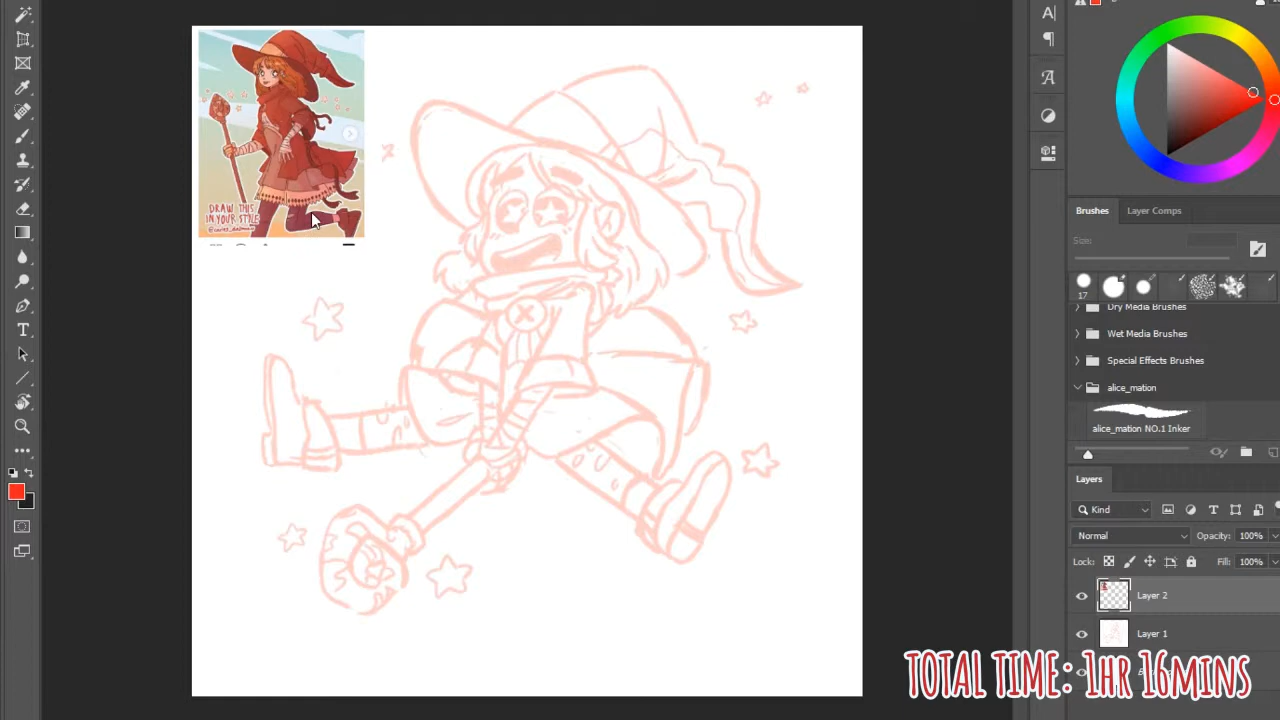 DRAW THIS
IN YOUR STYLE
Brushes
Layer Comps
Size:
17
Dry Media Brushes
Wet Media Brushes
Special Effects Brushes
alice_mation
alice_mation NO.1 Inker
Layers
Kind
Normal
Opacity: 100%
Lock:
Fill: 100%
Layer 2
Layer 1
TOTAL TIME: 1hr 16mins